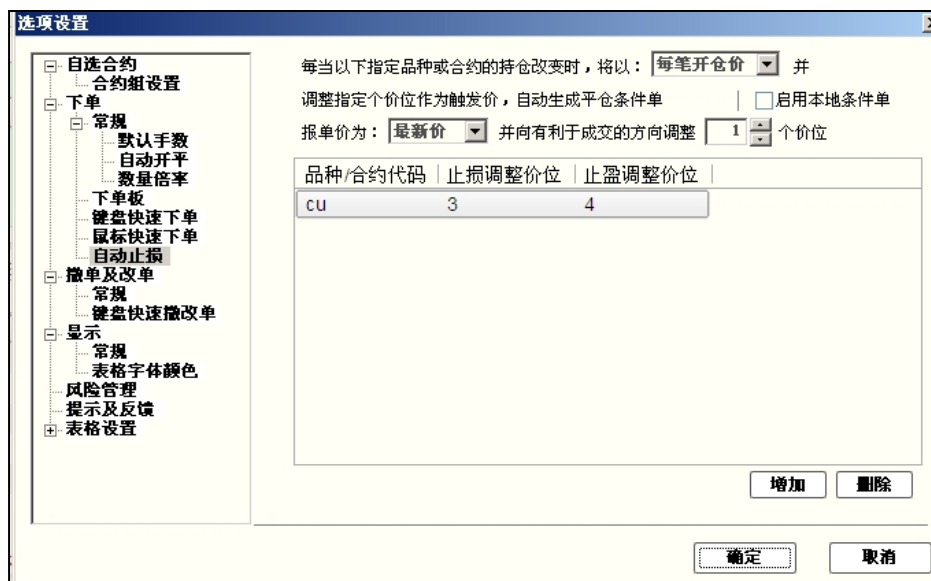 选项设置
自选合约
合约组设置
下单
常规
默认手数
自动开平
数量倍率
下单板
键盘快速下单
鼠标快速下单
自动止损
撤单及改单
常规
键盘快速撤改单
显示
常规
表格字体颜色
风险管理
提示及反馈
表格设置
每当以下指定品种或合约的持仓改变时，将以： 每笔开仓价 并
调整指定个价位作为触发价，自动生成平仓条件单 启用本地条件单
报单价为： 最新价 并向有利于成交的方向调整 1 个价位
品种/合约代码 止损调整价位 止盈调整价位
cu 3 4
增加 删除
确定 取消